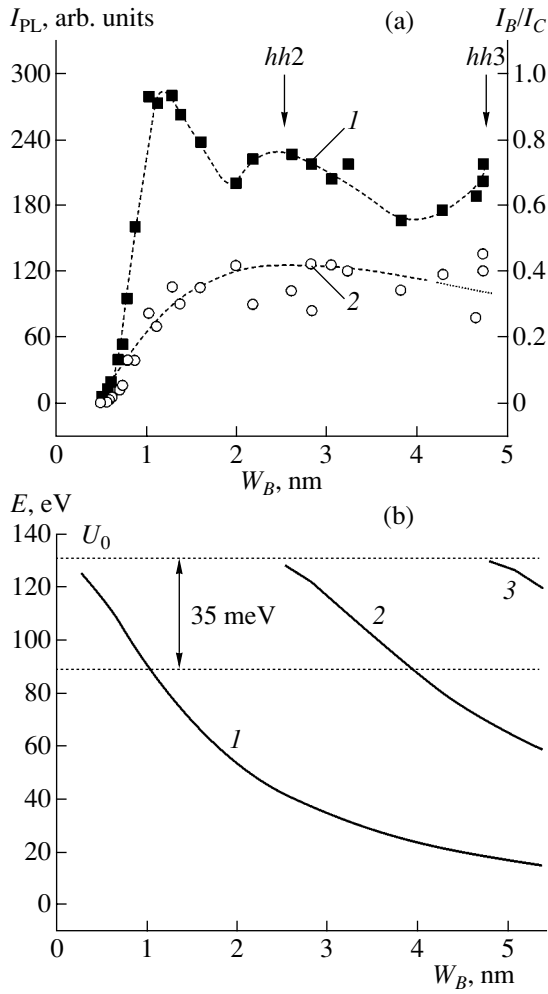 I_PL, arb. units (a) I_B/I_C
300 hh2 hh3 1.0
240 1 0.8
180 0.6
120 2 0.4
60 0.2
0 0
0 1 2 3 4 5
W_B, nm
E, eV (b)
140 U_0
120 35 meV 2 3
100
80
60 1
40
20
0
0 1 2 3 4 5
W_B, nm